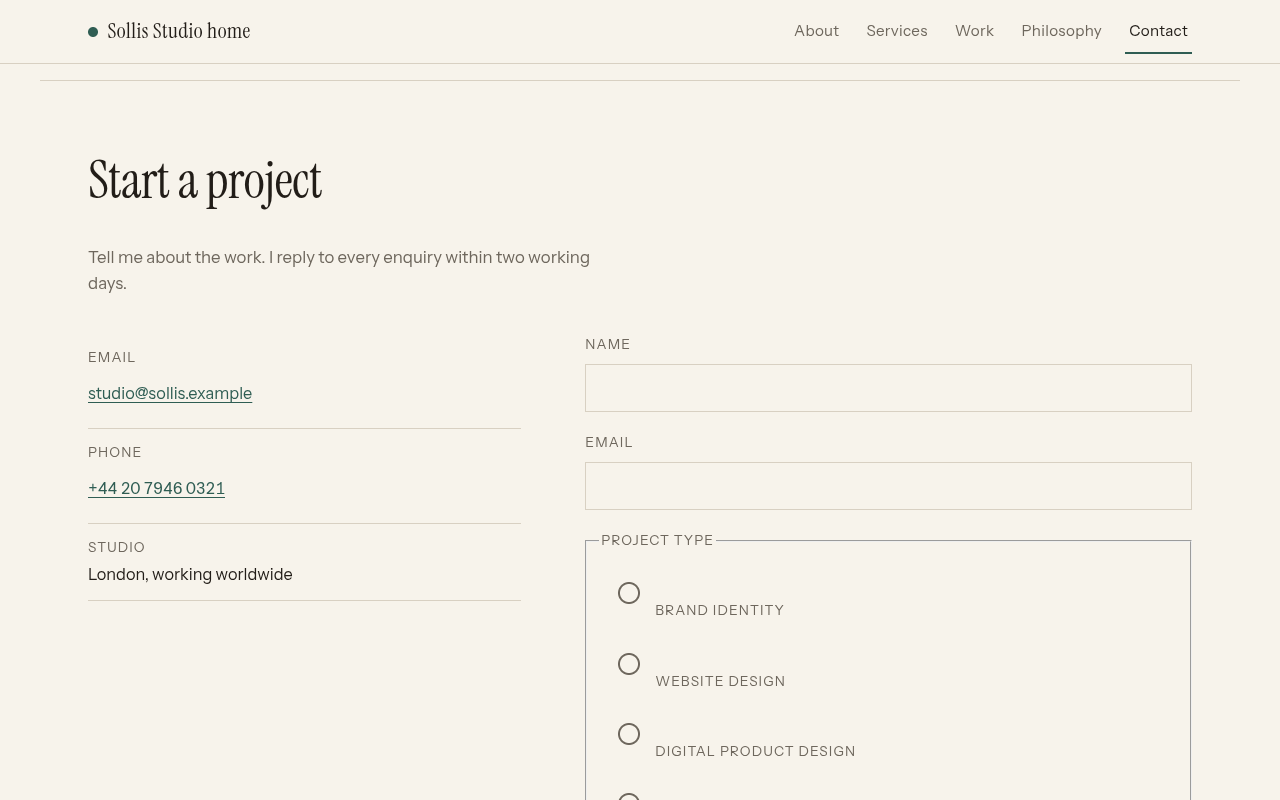 Sollis Studio home
About Services Work Philosophy Contact
Start a project
Tell me about the work. I reply to every enquiry within two working
days.
EMAIL
studio@sollis.example
PHONE
+44 20 7946 0321
STUDIO
London, working worldwide
NAME
EMAIL
PROJECT TYPE
BRAND IDENTITY
WEBSITE DESIGN
DIGITAL PRODUCT DESIGN